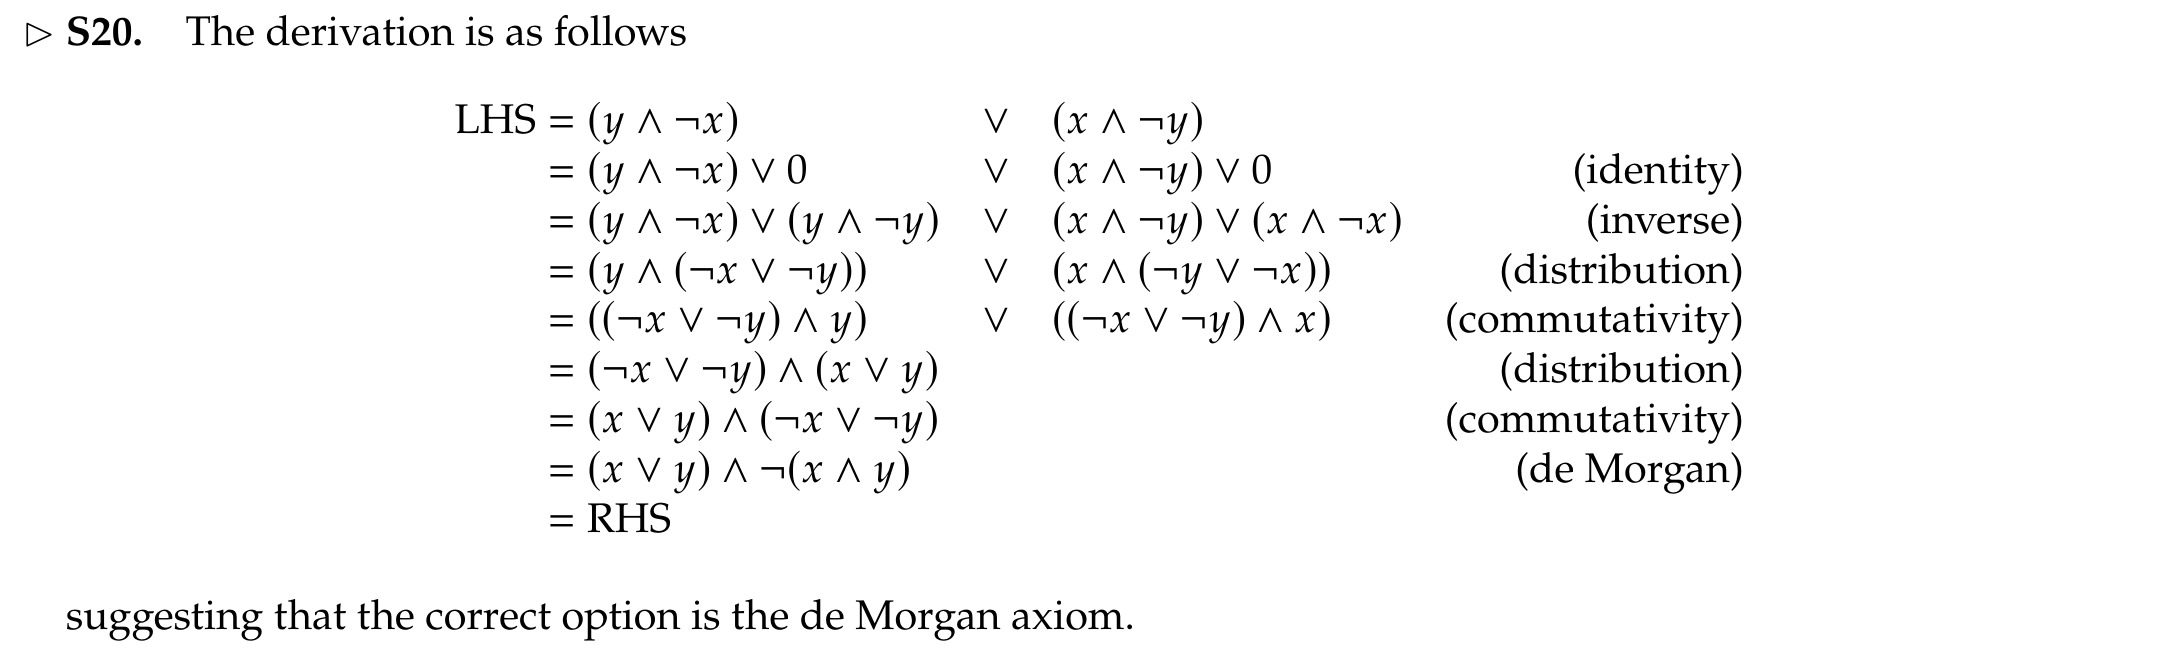 ▷ S20. The derivation is as follows
LHS = (y ∧ ¬x) ∨ (x ∧ ¬y)
= (y ∧ ¬x) ∨ 0 ∨ (x ∧ ¬y) ∨ 0 (identity)
= (y ∧ ¬x) ∨ (y ∧ ¬y) ∨ (x ∧ ¬y) ∨ (x ∧ ¬x) (inverse)
= (y ∧ (¬x ∨ ¬y)) ∨ (x ∧ (¬y ∨ ¬x)) (distribution)
= ((¬x ∨ ¬y) ∧ y) ∨ ((¬x ∨ ¬y) ∧ x) (commutativity)
= (¬x ∨ ¬y) ∧ (x ∨ y) (distribution)
= (x ∨ y) ∧ (¬x ∨ ¬y) (commutativity)
= (x ∨ y) ∧ ¬(x ∧ y) (de Morgan)
= RHS
suggesting that the correct option is the de Morgan axiom.